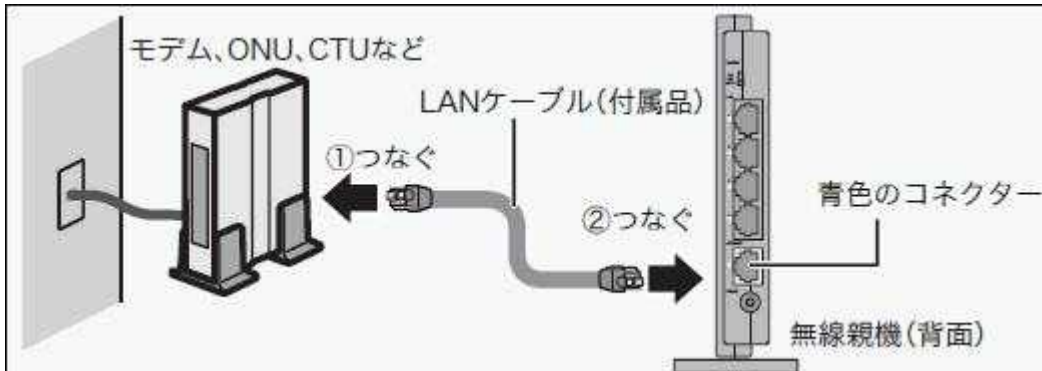 モデム、ONU、CTUなど
LANケーブル(付属品)
①つなぐ
②つなぐ
青色のコネクター
無線親機(背面)